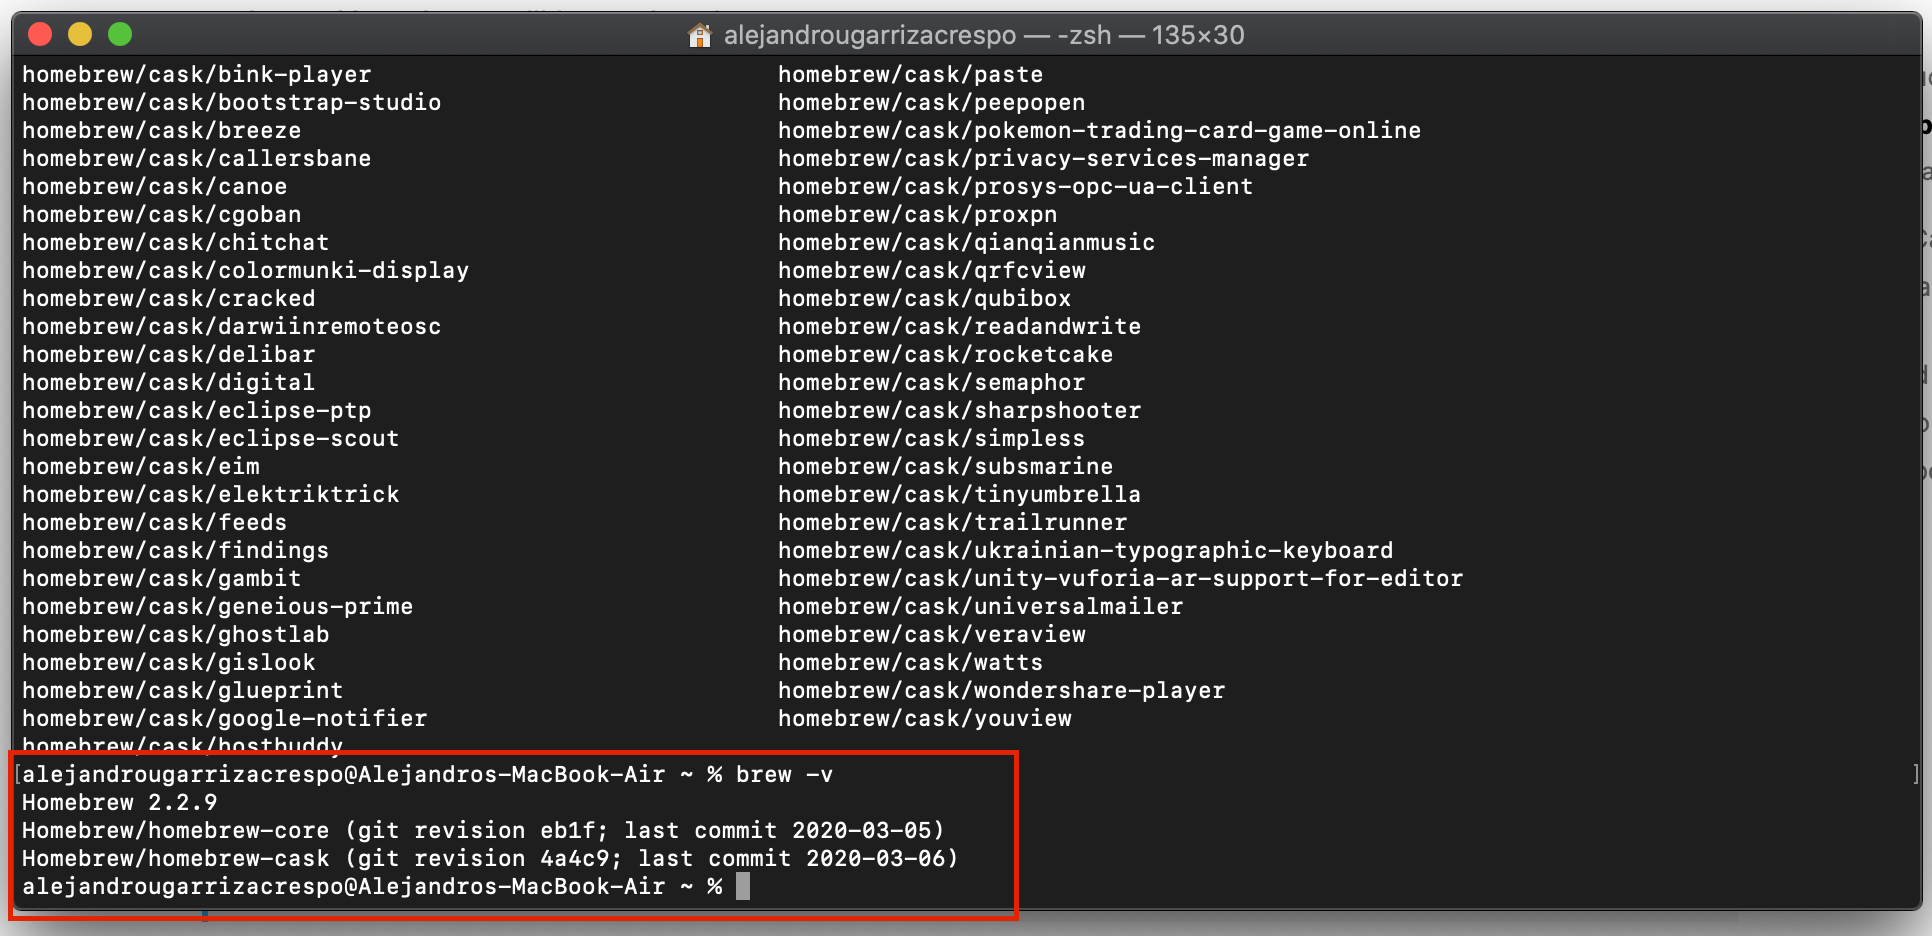 alejandrougarrizacrespo — -zsh — 135×30
homebrew/cask/bink-player homebrew/cask/paste
homebrew/cask/bootstrap-studio homebrew/cask/peepopen
homebrew/cask/breeze homebrew/cask/pokemon-trading-card-game-online
homebrew/cask/callersbane homebrew/cask/privacy-services-manager
homebrew/cask/canoe homebrew/cask/prosys-opc-ua-client
homebrew/cask/cgoban homebrew/cask/proxpn
homebrew/cask/chitchat homebrew/cask/qianqianmusic
homebrew/cask/colormunki-display homebrew/cask/qrfcview
homebrew/cask/cracked homebrew/cask/qubibox
homebrew/cask/darwiinremoteosc homebrew/cask/readandwrite
homebrew/cask/delibar homebrew/cask/rocketcake
homebrew/cask/digital homebrew/cask/semaphor
homebrew/cask/eclipse-ptp homebrew/cask/sharpshooter
homebrew/cask/eclipse-scout homebrew/cask/simpless
homebrew/cask/eim homebrew/cask/subsmarine
homebrew/cask/elektriktrick homebrew/cask/tinyumbrella
homebrew/cask/feeds homebrew/cask/trailrunner
homebrew/cask/findings homebrew/cask/ukrainian-typographic-keyboard
homebrew/cask/gambit homebrew/cask/unity-vuforia-ar-support-for-editor
homebrew/cask/geneious-prime homebrew/cask/universalmailer
homebrew/cask/ghostlab homebrew/cask/veraview
homebrew/cask/gislook homebrew/cask/watts
homebrew/cask/glueprint homebrew/cask/wondershare-player
homebrew/cask/google-notifier homebrew/cask/youview
homebrew/cask/hostbuddy
[alejandrougarrizacrespo@Alejandros-MacBook-Air ~ % brew -v ]
Homebrew 2.2.9
Homebrew/homebrew-core (git revision eb1f; last commit 2020-03-05)
Homebrew/homebrew-cask (git revision 4a4c9; last commit 2020-03-06)
alejandrougarrizacrespo@Alejandros-MacBook-Air ~ %